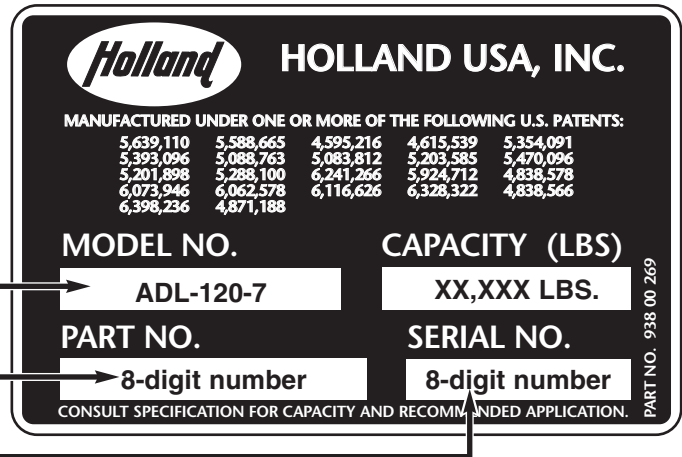 Holland HOLLAND USA, INC.
MANUFACTURED UNDER ONE OR MORE OF THE FOLLOWING U.S. PATENTS:
5,639,110 5,588,665 4,595,216 4,615,539 5,354,091
5,393,096 5,088,763 5,083,812 5,203,585 5,470,096
5,201,898 5,288,100 6,241,266 5,924,712 4,838,578
6,073,946 6,062,578 6,116,626 6,328,322 4,838,566
6,398,236 4,871,188
MODEL NO. CAPACITY (LBS)
ADL-120-7 XX,XXX LBS.
PART NO. SERIAL NO.
8-digit number 8-digit number
CONSULT SPECIFICATION FOR CAPACITY AND RECOMMENDED APPLICATION.
PART NO. 938 00 269